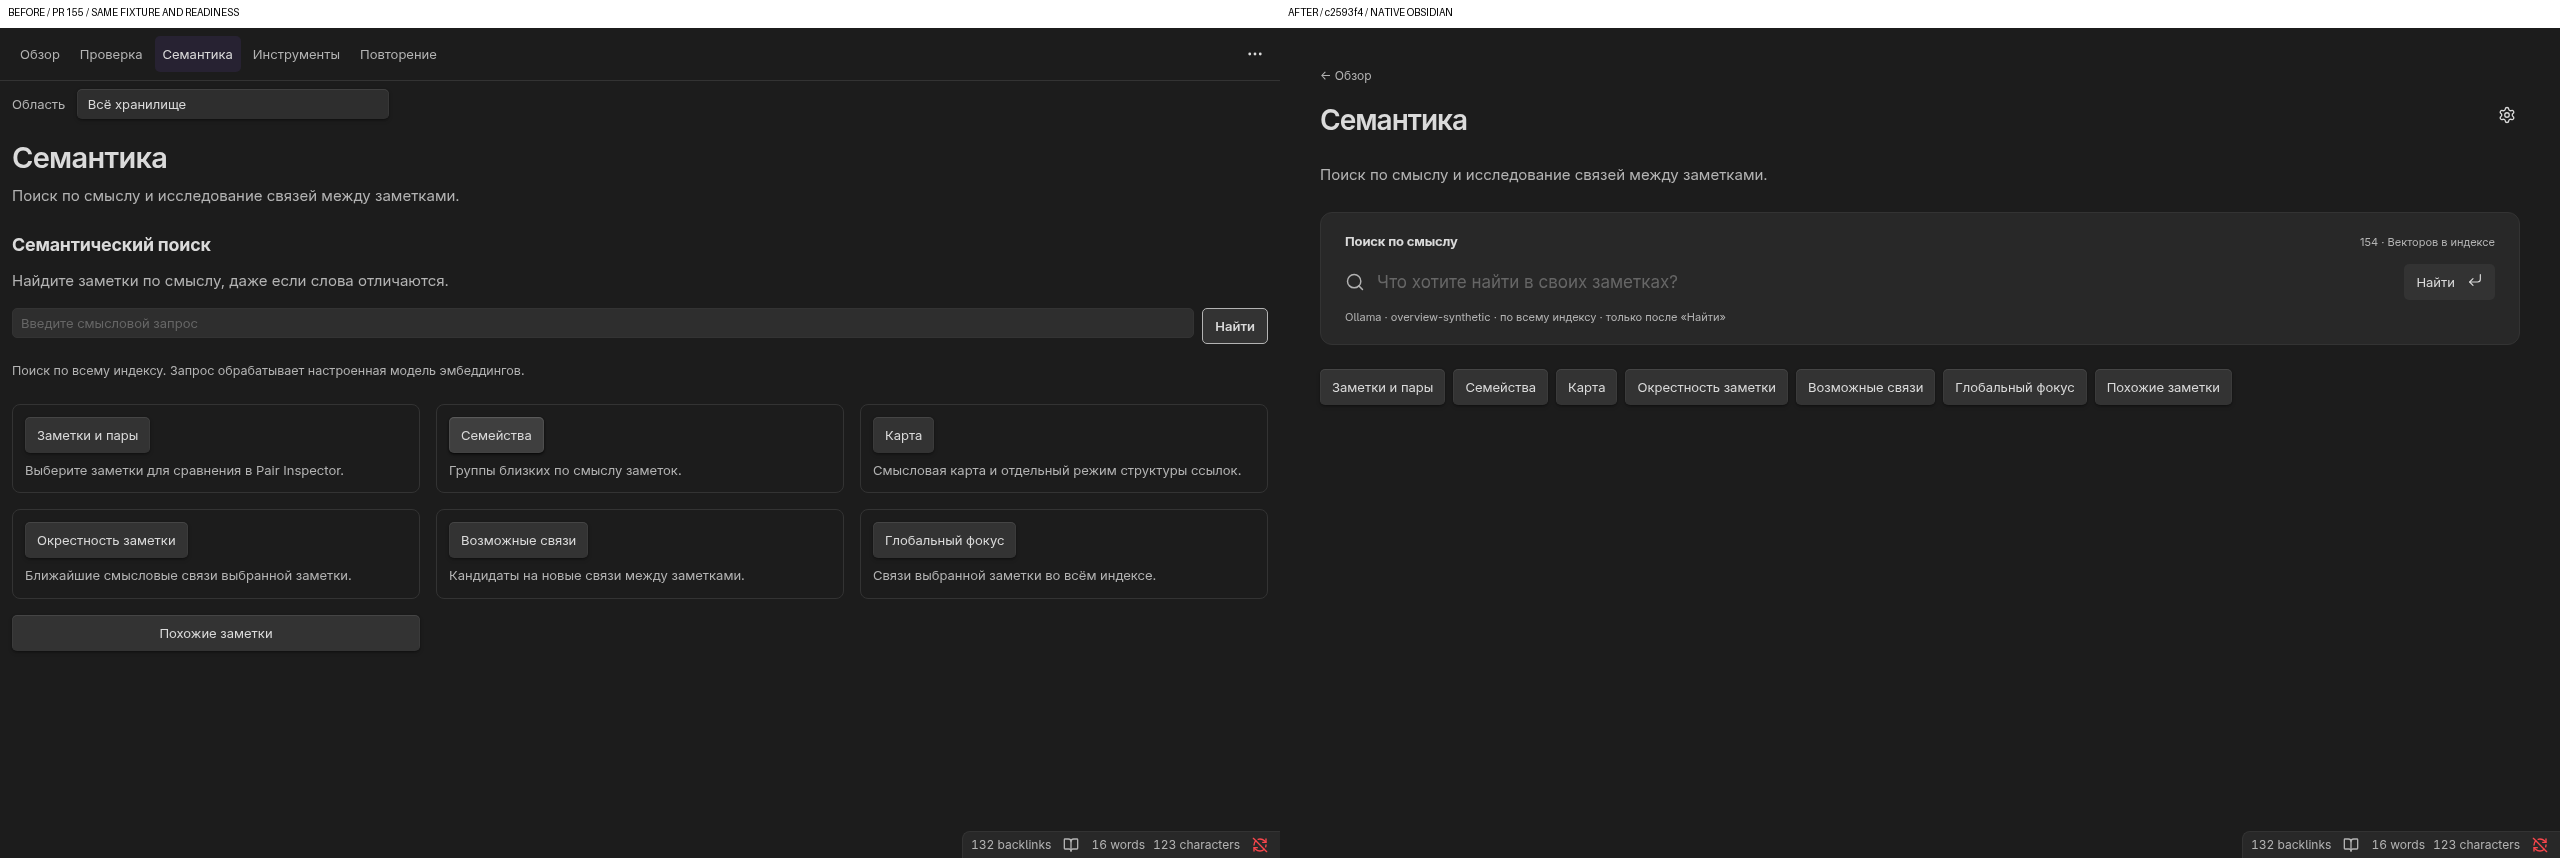 BEFORE / PR 155 / SAME FIXTURE AND READINESS
Обзор Проверка Семантика Инструменты Повторение
Область Всё хранилище
Семантика
Поиск по смыслу и исследование связей между заметками.
Семантический поиск
Найдите заметки по смыслу, даже если слова отличаются.
Введите смысловой запрос Найти
Поиск по всему индексу. Запрос обрабатывает настроенная модель эмбеддингов.
Заметки и пары
Выберите заметки для сравнения в Pair Inspector.
Семейства
Группы близких по смыслу заметок.
Карта
Смысловая карта и отдельный режим структуры ссылок.
Окрестность заметки
Ближайшие смысловые связи выбранной заметки.
Возможные связи
Кандидаты на новые связи между заметками.
Глобальный фокус
Связи выбранной заметки во всём индексе.
Похожие заметки
132 backlinks 16 words 123 characters
AFTER / c2593f4 / NATIVE OBSIDIAN
← Обзор
Семантика
Поиск по смыслу и исследование связей между заметками.
Поиск по смыслу 154 · Векторов в индексе
Что хотите найти в своих заметках? Найти
Ollama · overview-synthetic · по всему индексу · только после «Найти»
Заметки и пары Семейства Карта Окрестность заметки Возможные связи Глобальный фокус Похожие заметки
132 backlinks 16 words 123 characters